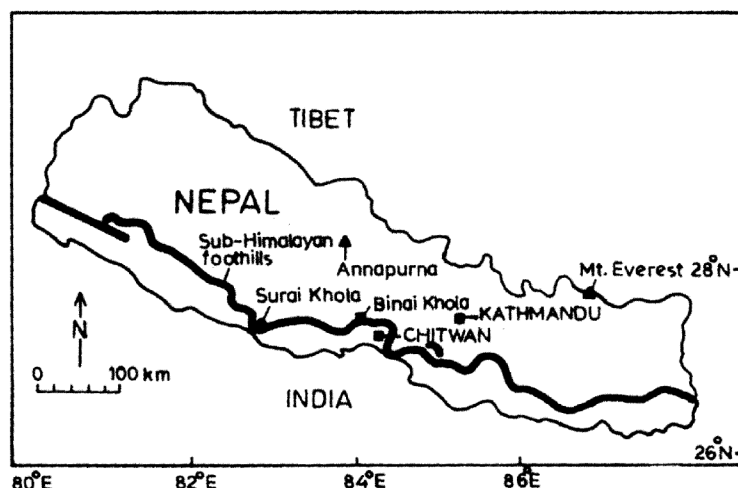 TIBET
NEPAL
Sub-Himalayan
foothills
Annapurna
Mt. Everest 28°N
Surai Khola
Binai Khola
KATHMANDU
CHITWAN
N
0 100 km
INDIA
26°N
80°E 82°E 84°E 86°E